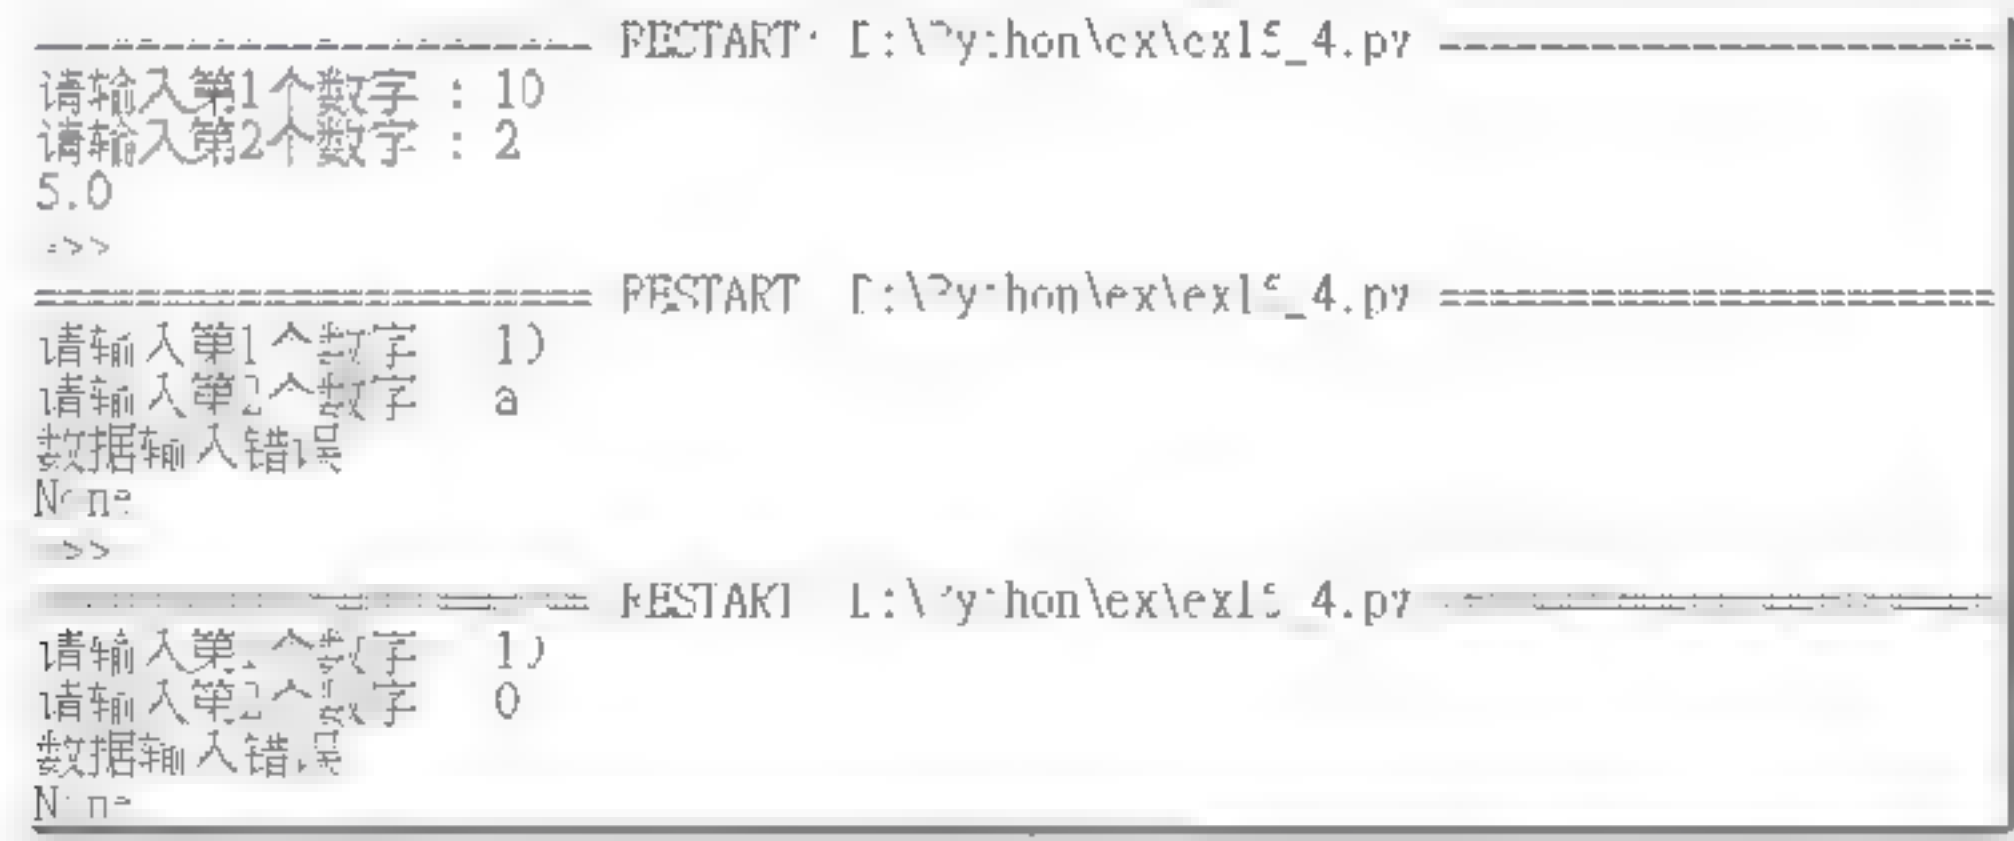 ==================== RESTART: D:\Python\ex\ex15_4.py ====================
请输入第1个数字 : 10
请输入第2个数字 : 2
5.0
>>>
==================== RESTART: D:\Python\ex\ex15_4.py ====================
请输入第1个数字 : 10
请输入第2个数字 : a
数据输入错误
None
>>>
==================== RESTART: D:\Python\ex\ex15_4.py ====================
请输入第1个数字 : 10
请输入第2个数字 : 0
数据输入错误
None